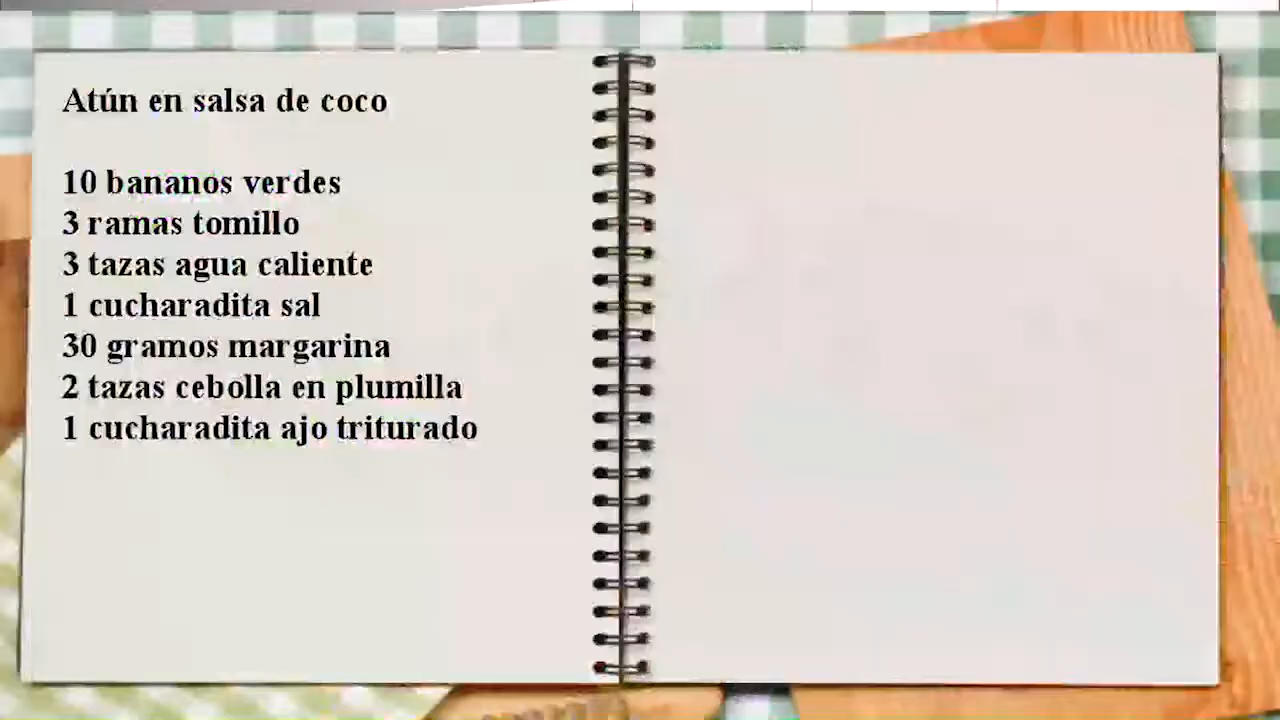 Atún en salsa de coco
10 bananos verdes
3 ramas tomillo
3 tazas agua caliente
1 cucharadita sal
30 gramos margarina
2 tazas cebolla en plumilla
1 cucharadita ajo triturado